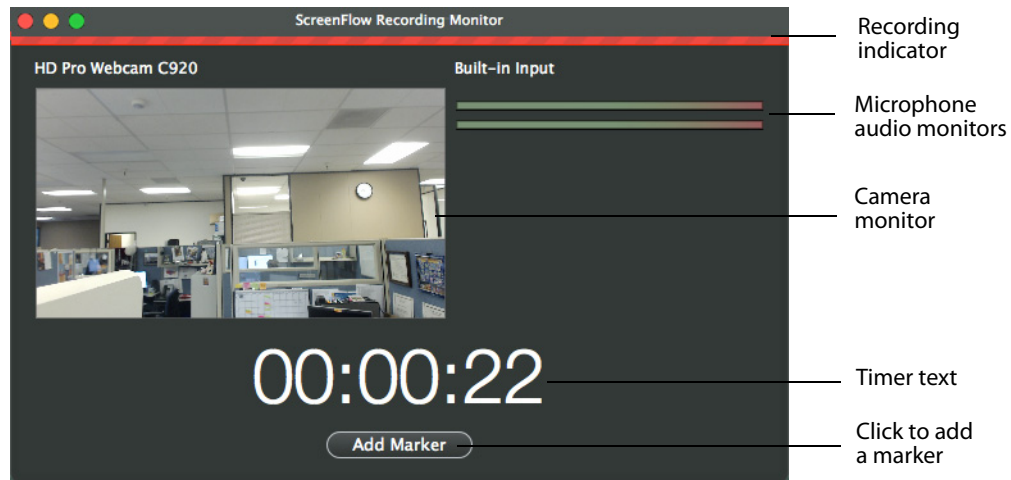 ScreenFlow Recording Monitor
Recording
indicator
HD Pro Webcam C920
Built-in Input
Microphone
audio monitors
Camera
monitor
00:00:22
Timer text
Add Marker
Click to add
a marker